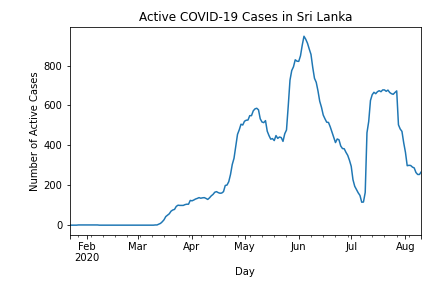 Active COVID-19 Cases in Sri Lanka
Number of Active Cases
800
600
400
200
0
Feb Mar Apr May Jun Jul Aug
2020
Day